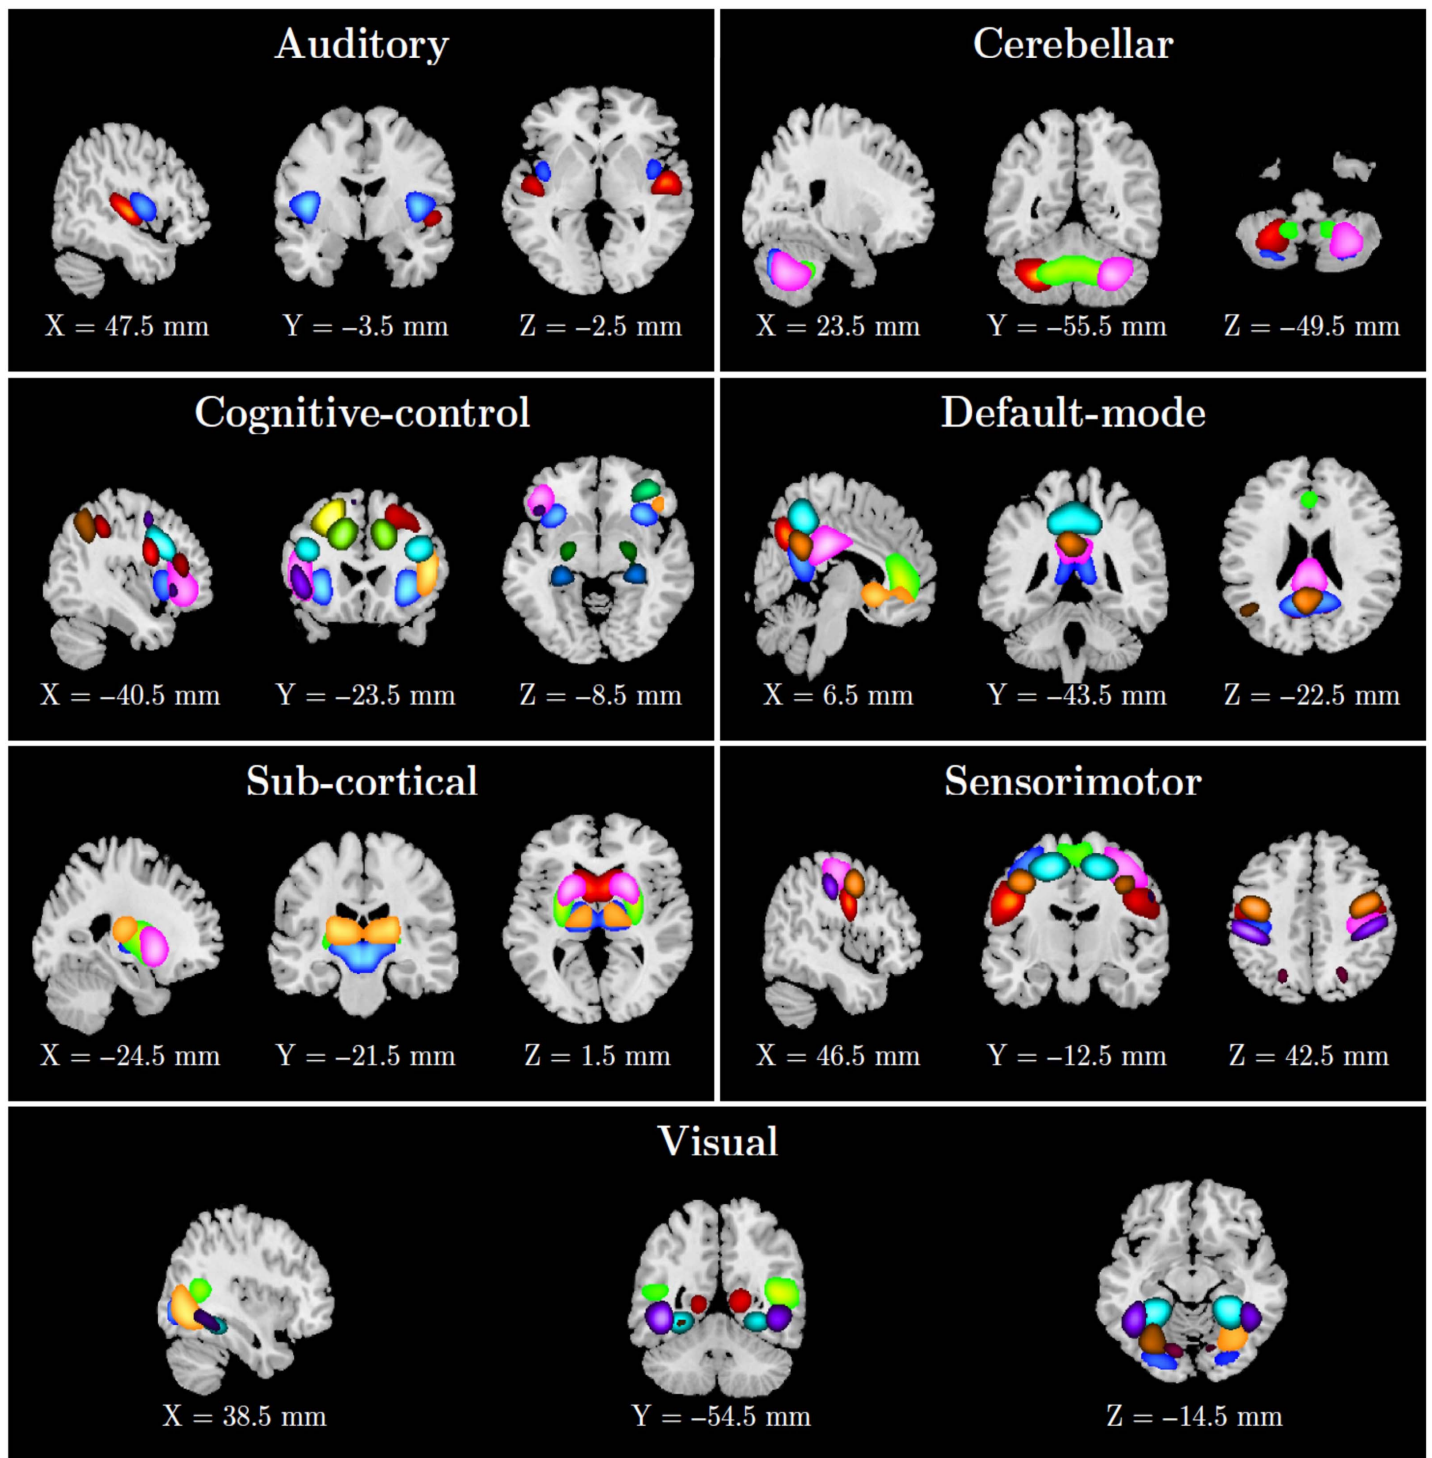 Auditory
X = 47.5 mm
Y = –3.5 mm
Z = –2.5 mm
Cerebellar
X = 23.5 mm
Y = –55.5 mm
Z = –49.5 mm
Cognitive-control
X = –40.5 mm
Y = –23.5 mm
Z = –8.5 mm
Default-mode
X = 6.5 mm
Y = –43.5 mm
Z = –22.5 mm
Sub-cortical
X = –24.5 mm
Y = –21.5 mm
Z = 1.5 mm
Sensorimotor
X = 46.5 mm
Y = –12.5 mm
Z = 42.5 mm
Visual
X = 38.5 mm
Y = –54.5 mm
Z = –14.5 mm